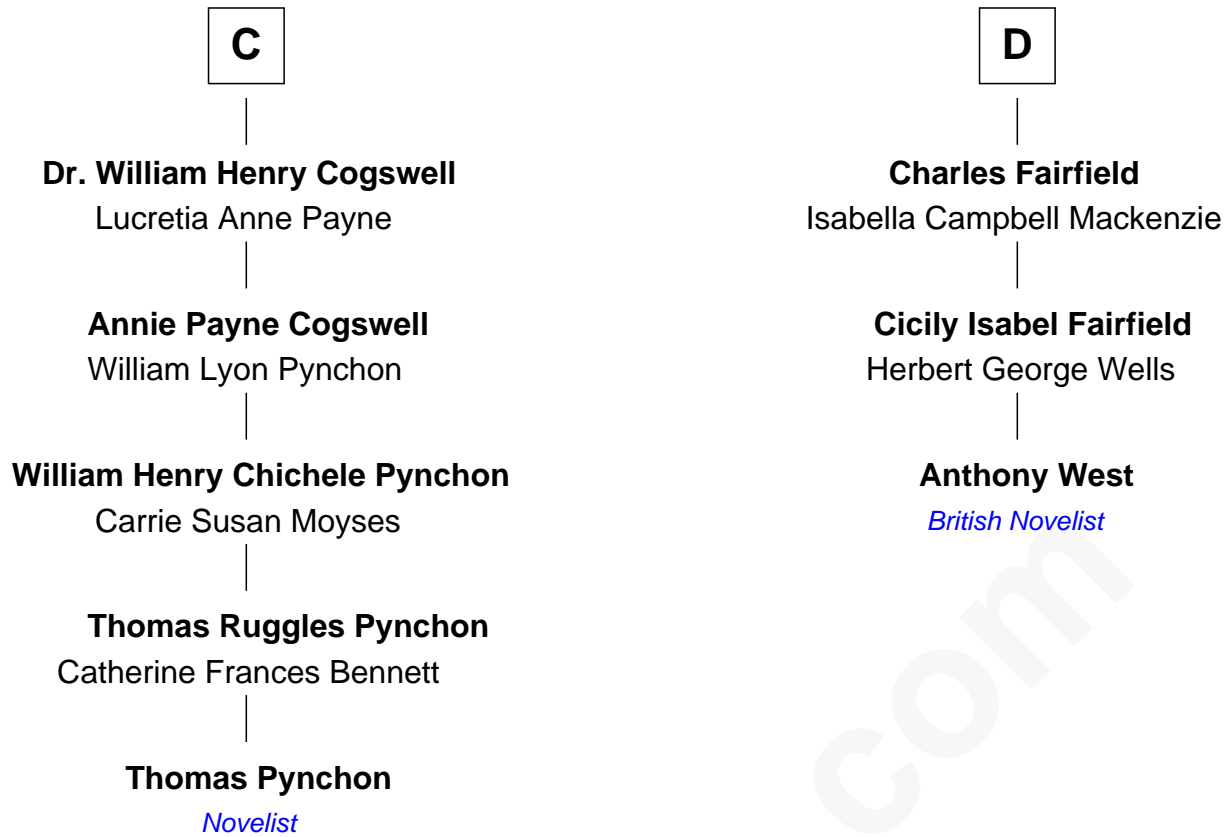 C
Dr. William Henry Cogswell
Lucretia Anne Payne
Annie Payne Cogswell
William Lyon Pynchon
William Henry Chichele Pynchon
Carrie Susan Moyses
Thomas Ruggles Pynchon
Catherine Frances Bennett
Thomas Pynchon
Novelist
D
Charles Fairfield
Isabella Campbell Mackenzie
Cicily Isabel Fairfield
Herbert George Wells
Anthony West
British Novelist
com